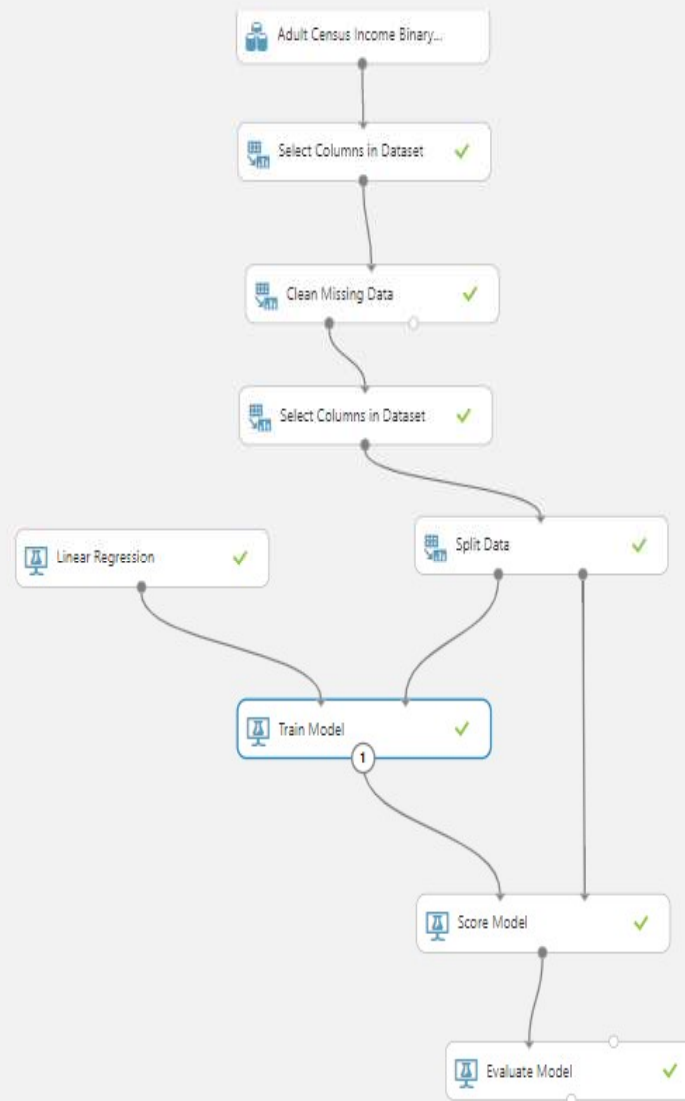 Adult Census Income Binary...
Select Columns in Dataset
Clean Missing Data
Select Columns in Dataset
Linear Regression
Split Data
Train Model
1
Score Model
Evaluate Model